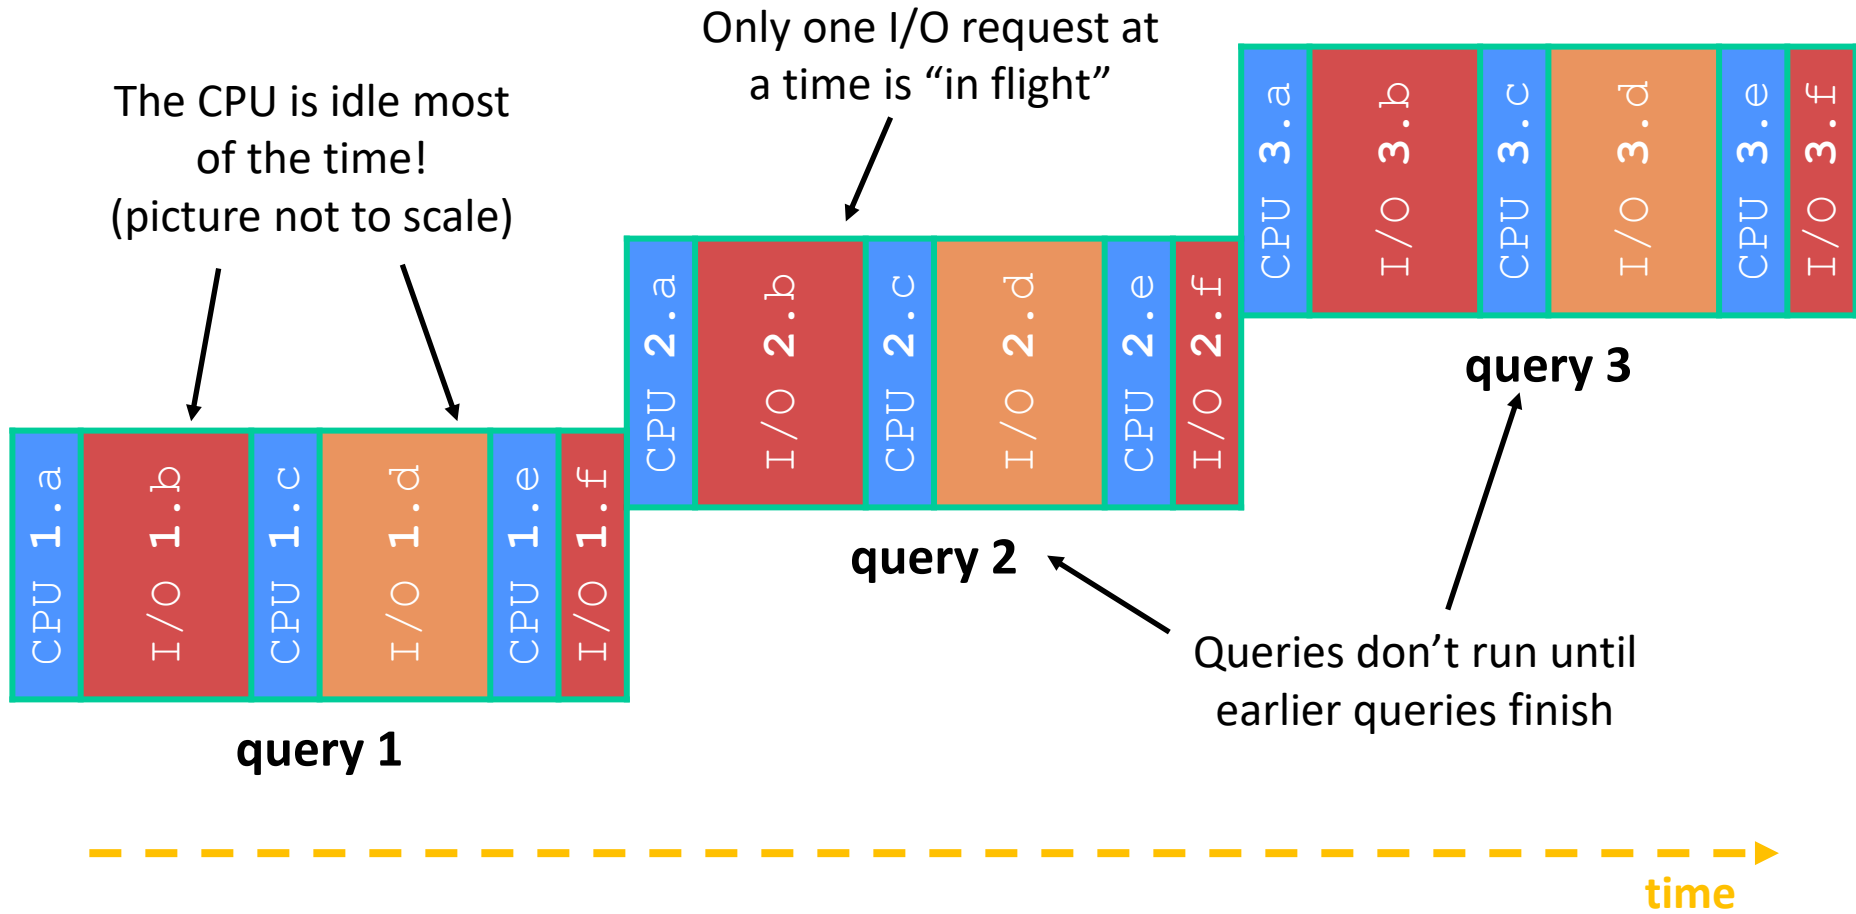 Only one I/O request at
a time is “in flight”
The CPU is idle most
of the time!
(picture not to scale)
CPU 1.a
I/O 1.b
CPU 1.c
I/O 1.d
CPU 1.e
I/O 1.f
query 1
CPU 2.a
I/O 2.b
CPU 2.c
I/O 2.d
CPU 2.e
I/O 2.f
query 2
CPU 3.a
I/O 3.b
CPU 3.c
I/O 3.d
CPU 3.e
I/O 3.f
query 3
Queries don’t run until
earlier queries finish
time